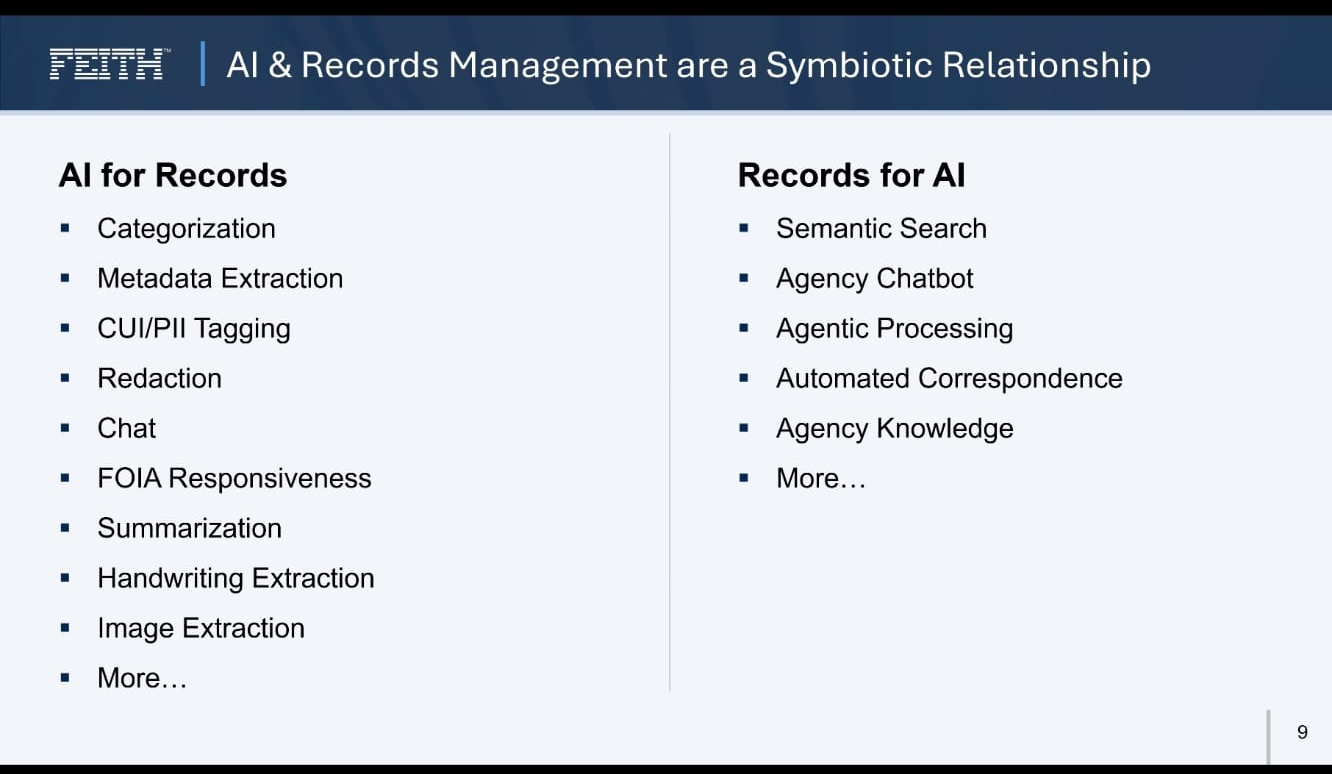 FEITH™
AI & Records Management are a Symbiotic Relationship
AI for Records
▪ Categorization
▪ Metadata Extraction
▪ CUI/PII Tagging
▪ Redaction
▪ Chat
▪ FOIA Responsiveness
▪ Summarization
▪ Handwriting Extraction
▪ Image Extraction
▪ More…
Records for AI
▪ Semantic Search
▪ Agency Chatbot
▪ Agentic Processing
▪ Automated Correspondence
▪ Agency Knowledge
▪ More…
9